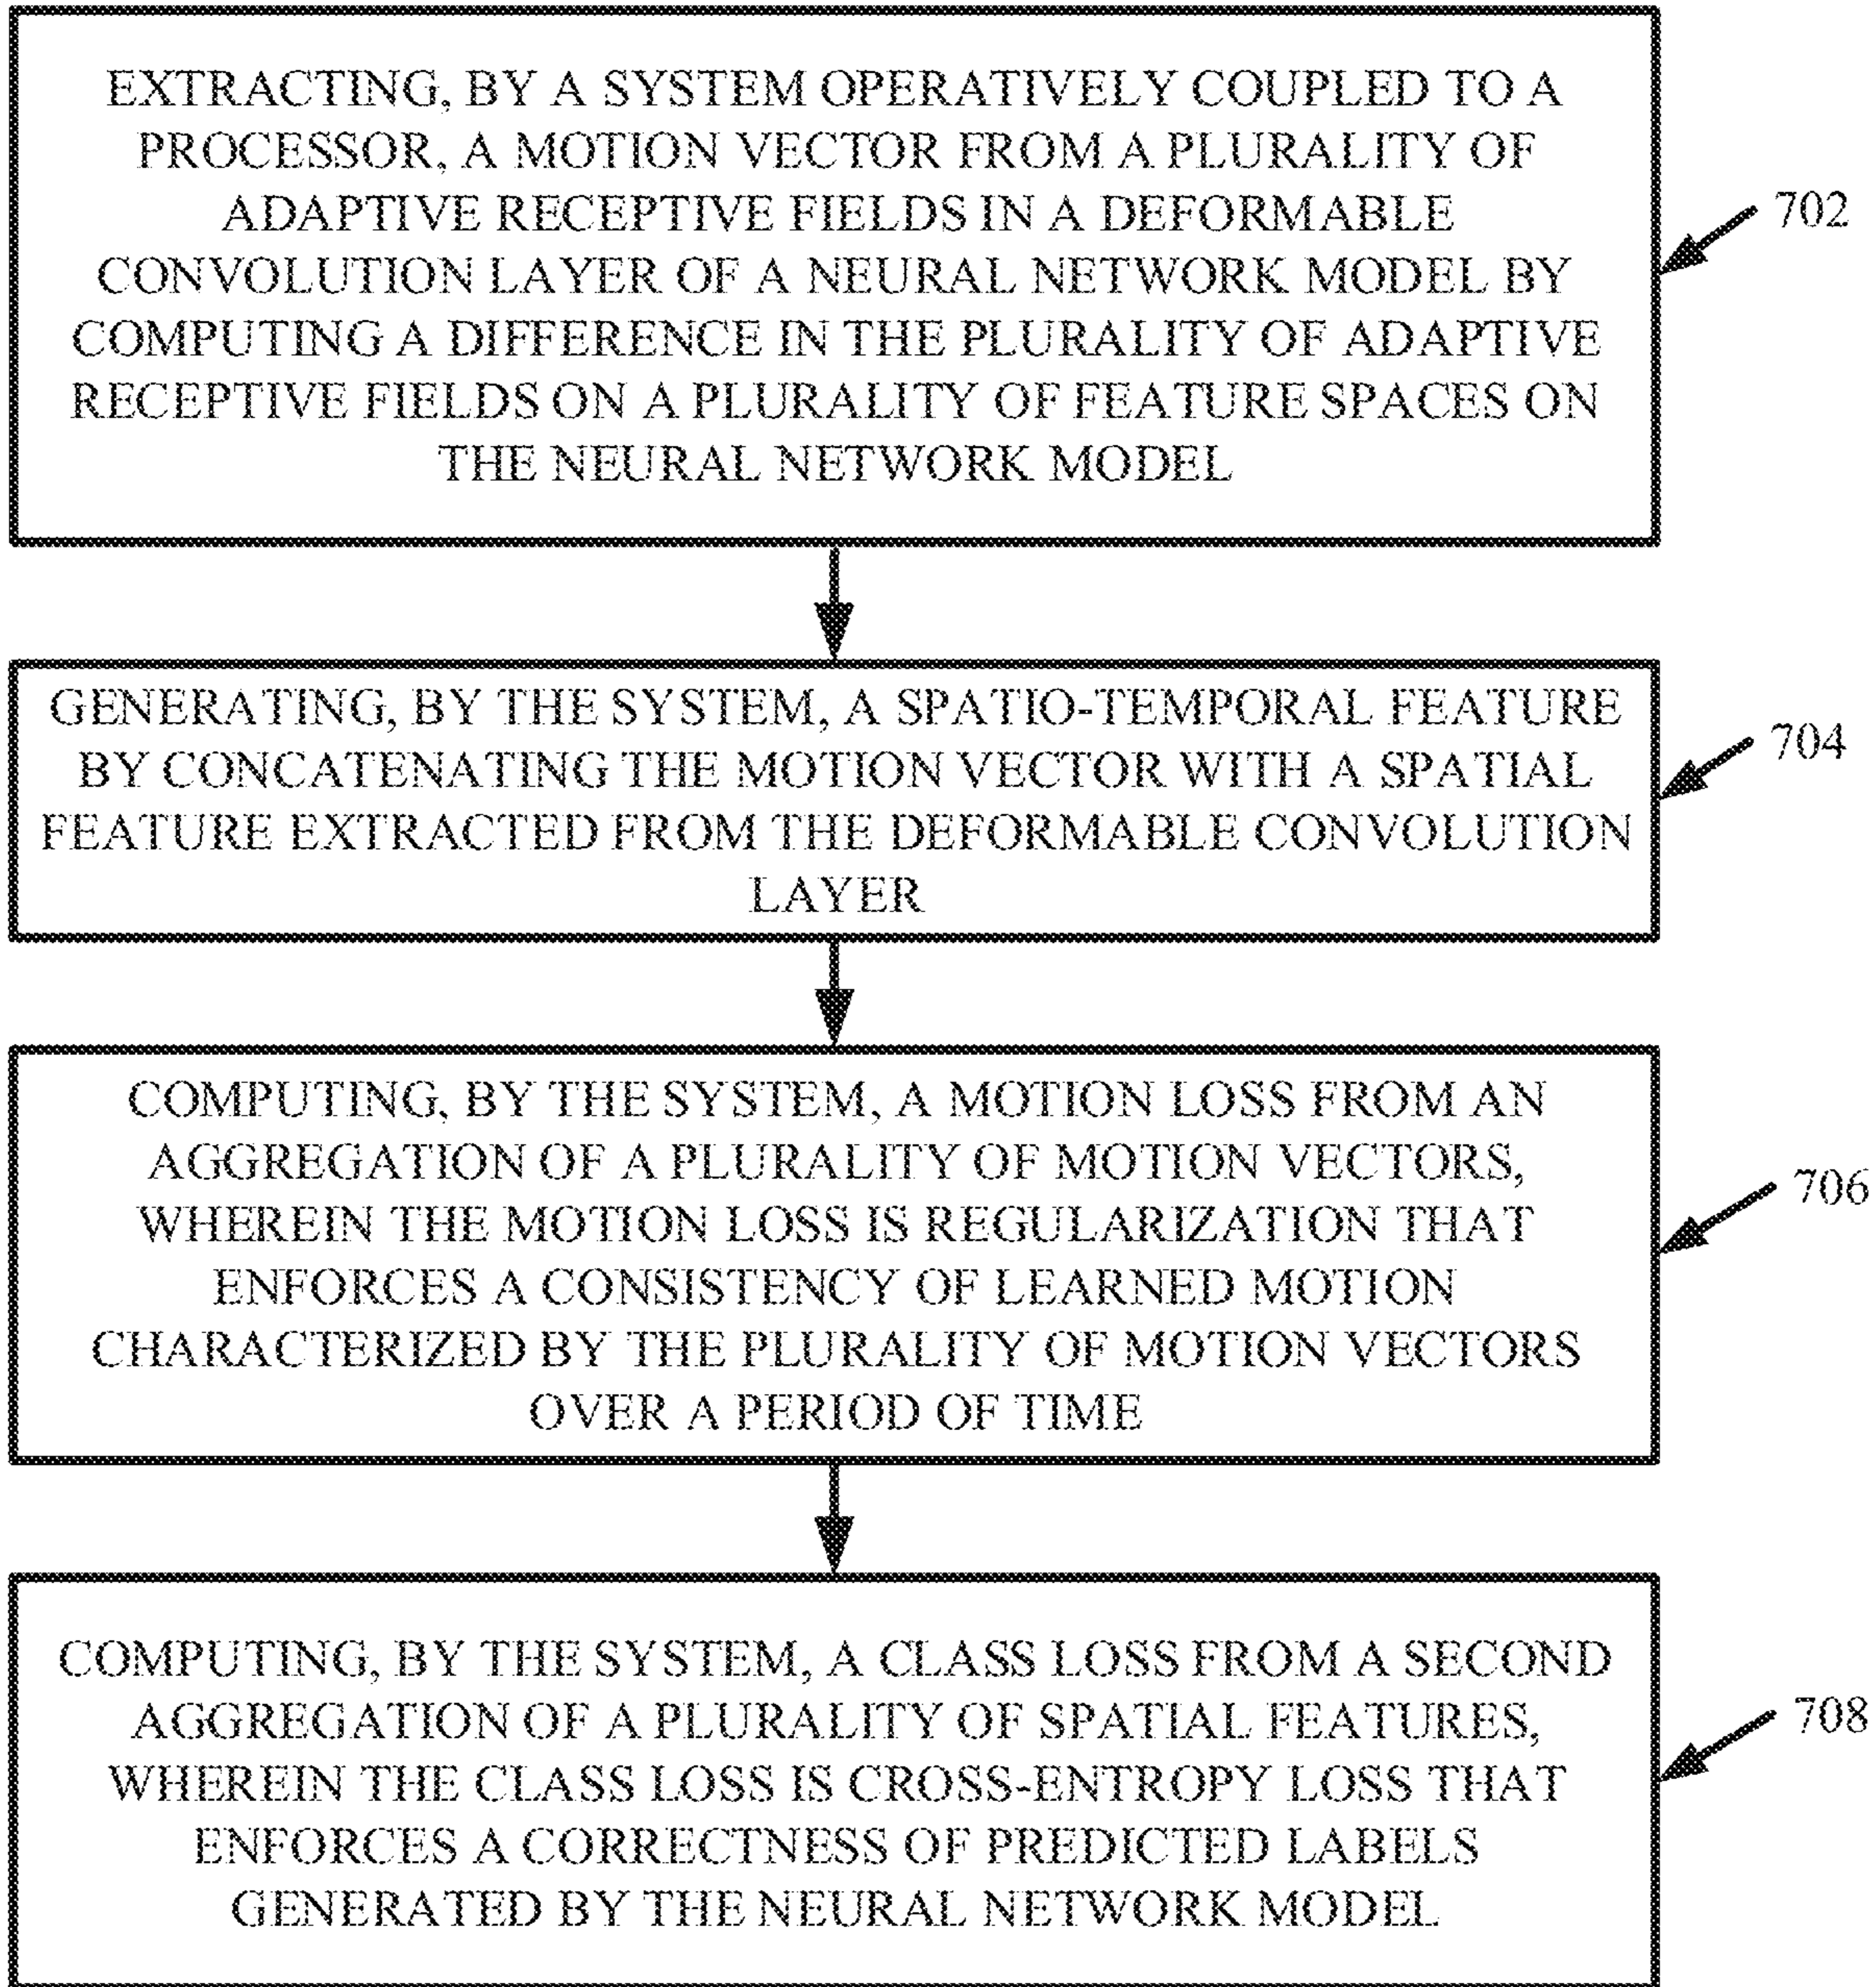 EXTRACTING, BY A SYSTEM OPERATIVELY COUPLED TO A
PROCESSOR, A MOTION VECTOR FROM A PLURALITY OF
ADAPTIVE RECEPTIVE FIELDS IN A DEFORMABLE
CONVOLUTION LAYER OF A NEURAL NETWORK MODEL BY
COMPUTING A DIFFERENCE IN THE PLURALITY OF ADAPTIVE
RECEPTIVE FIELDS ON A PLURALITY OF FEATURE SPACES ON
THE NEURAL NETWORK MODEL
702
GENERATING, BY THE SYSTEM, A SPATIO-TEMPORAL FEATURE
BY CONCATENATING THE MOTION VECTOR WITH A SPATIAL
FEATURE EXTRACTED FROM THE DEFORMABLE CONVOLUTION
LAYER
704
COMPUTING, BY THE SYSTEM, A MOTION LOSS FROM AN
AGGREGATION OF A PLURALITY OF MOTION VECTORS,
WHEREIN THE MOTION LOSS IS REGULARIZATION THAT
ENFORCES A CONSISTENCY OF LEARNED MOTION
CHARACTERIZED BY THE PLURALITY OF MOTION VECTORS
OVER A PERIOD OF TIME
706
COMPUTING, BY THE SYSTEM, A CLASS LOSS FROM A SECOND
AGGREGATION OF A PLURALITY OF SPATIAL FEATURES,
WHEREIN THE CLASS LOSS IS CROSS-ENTROPY LOSS THAT
ENFORCES A CORRECTNESS OF PREDICTED LABELS
GENERATED BY THE NEURAL NETWORK MODEL
708